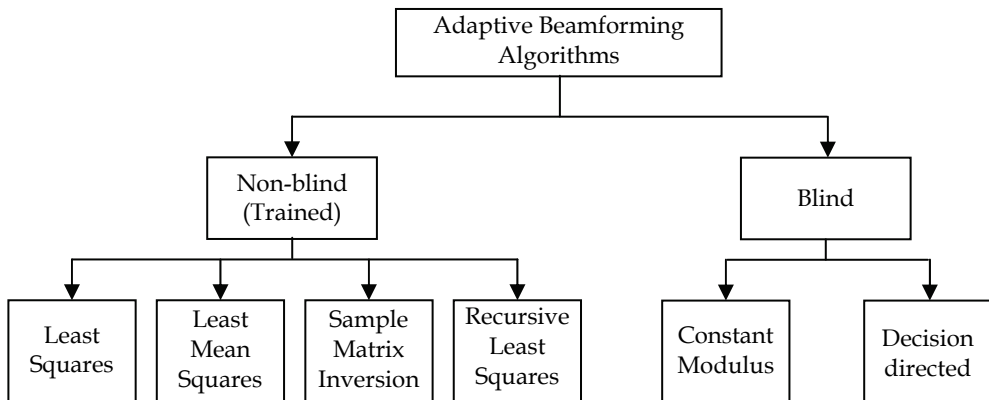 Adaptive Beamforming
Algorithms
Non-blind
(Trained)
Blind
Least
Squares
Least
Mean
Squares
Sample
Matrix
Inversion
Recursive
Least
Squares
Constant
Modulus
Decision
directed